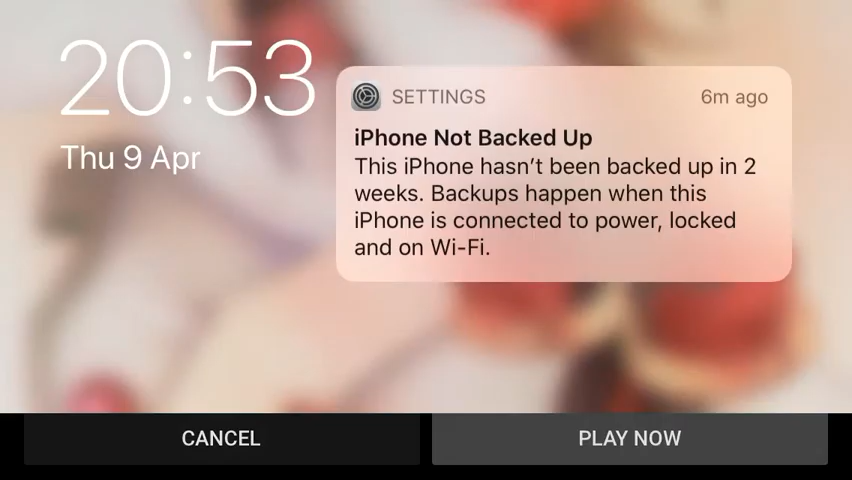 20:53
Thu 9 Apr
SETTINGS
6m ago
iPhone Not Backed Up
This iPhone hasn’t been backed up in 2
weeks. Backups happen when this
iPhone is connected to power, locked
and on Wi-Fi.
CANCEL
PLAY NOW